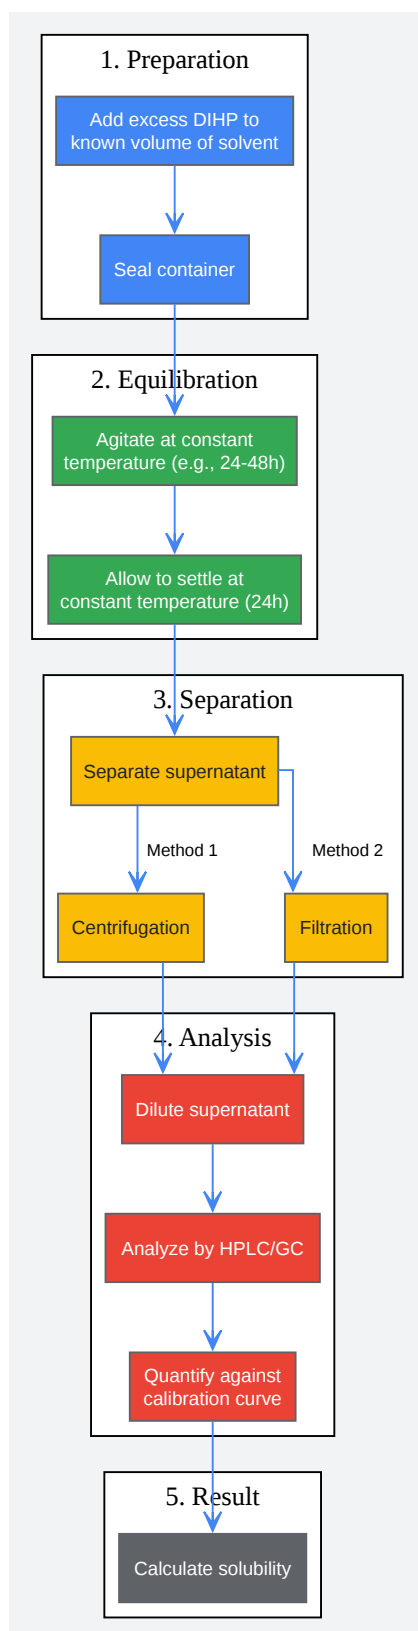 1. Preparation
Add excess DIHP to
known volume of solvent
Seal container
2. Equilibration
Agitate at constant
temperature (e.g., 24-48h)
Allow to settle at
constant temperature (24h)
3. Separation
Separate supernatant
Method 1
Method 2
Centrifugation
Filtration
4. Analysis
Dilute supernatant
Analyze by HPLC/GC
Quantify against
calibration curve
5. Result
Calculate solubility